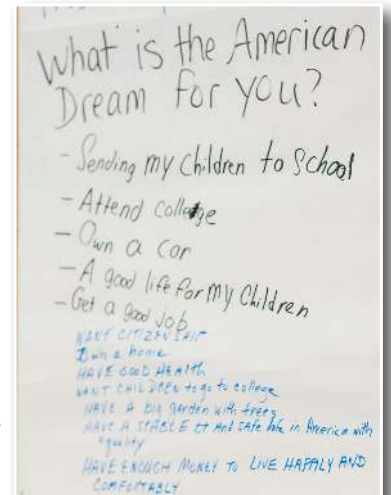 What is the American
Dream for you?
- Sending my children to School
- Attend college
- Own a car
- A good life for my Children
- Get a good job
WANT CITIZENSHIP
Own a home
HAVE GOOD HEALTH
WANT CHILDREN to go to college
HAVE A big garden with trees
HAVE A STABLE and safe life in America with
equality
HAVE ENOUGH MONEY TO LIVE HAPPALY AND
COMFORTABLY